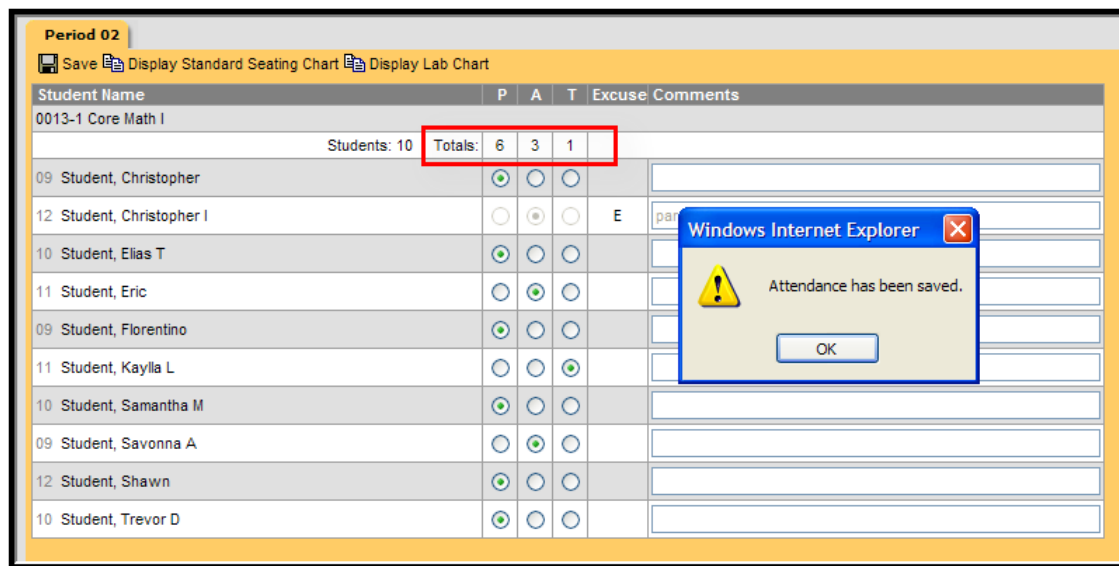 Period 02
Save Display Standard Seating Chart Display Lab Chart
Student Name P A T Excuse Comments
0013-1 Core Math I
Students: 10 Totals: 6 3 1
09 Student, Christopher
12 Student, Christopher I E
10 Student, Elias T
11 Student, Eric
09 Student, Florentino
11 Student, Kaylla L
10 Student, Samantha M
09 Student, Savonna A
12 Student, Shawn
10 Student, Trevor D
Windows Internet Explorer
Attendance has been saved.
OK